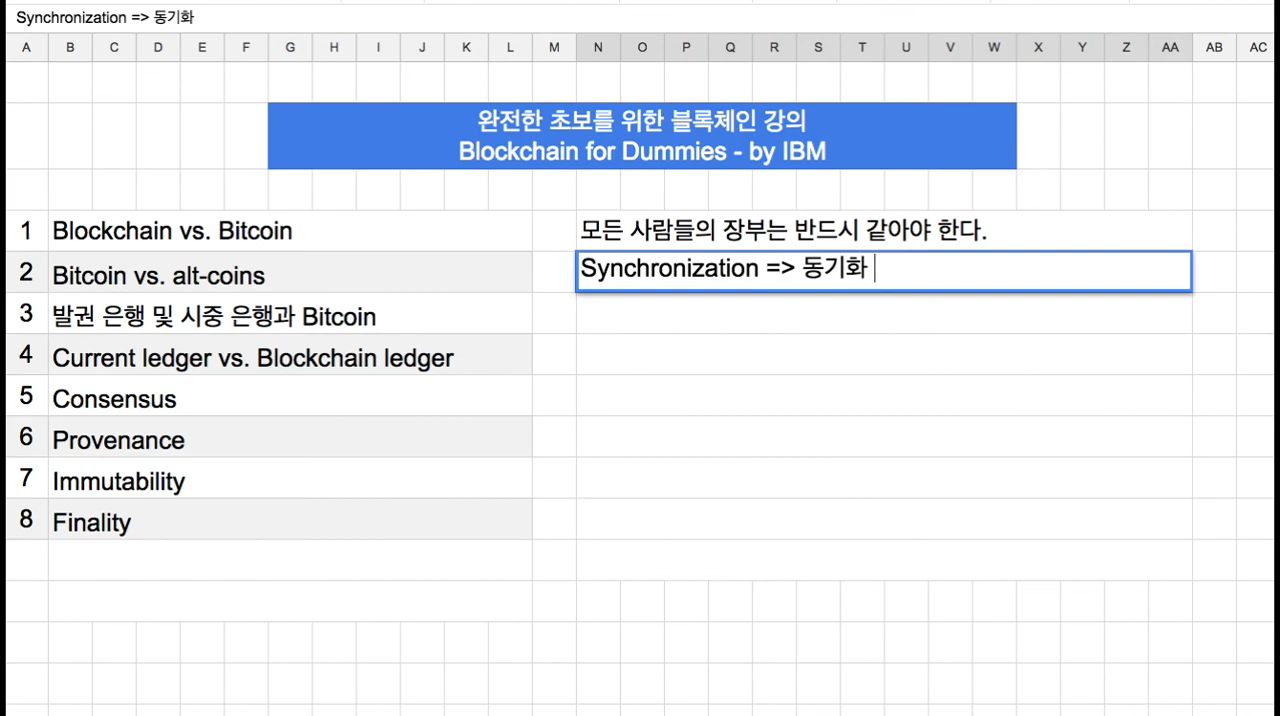 Synchronization => 동기화
A B C D E F G H I J K L M N O P Q R S T U V W X Y Z AA AB AC
완전한 초보를 위한 블록체인 강의
Blockchain for Dummies - by IBM
1 Blockchain vs. Bitcoin
모든 사람들의 장부는 반드시 같아야 한다.
2 Bitcoin vs. alt-coins
Synchronization => 동기화
3 발권 은행 및 시중 은행과 Bitcoin
4 Current ledger vs. Blockchain ledger
5 Consensus
6 Provenance
7 Immutability
8 Finality